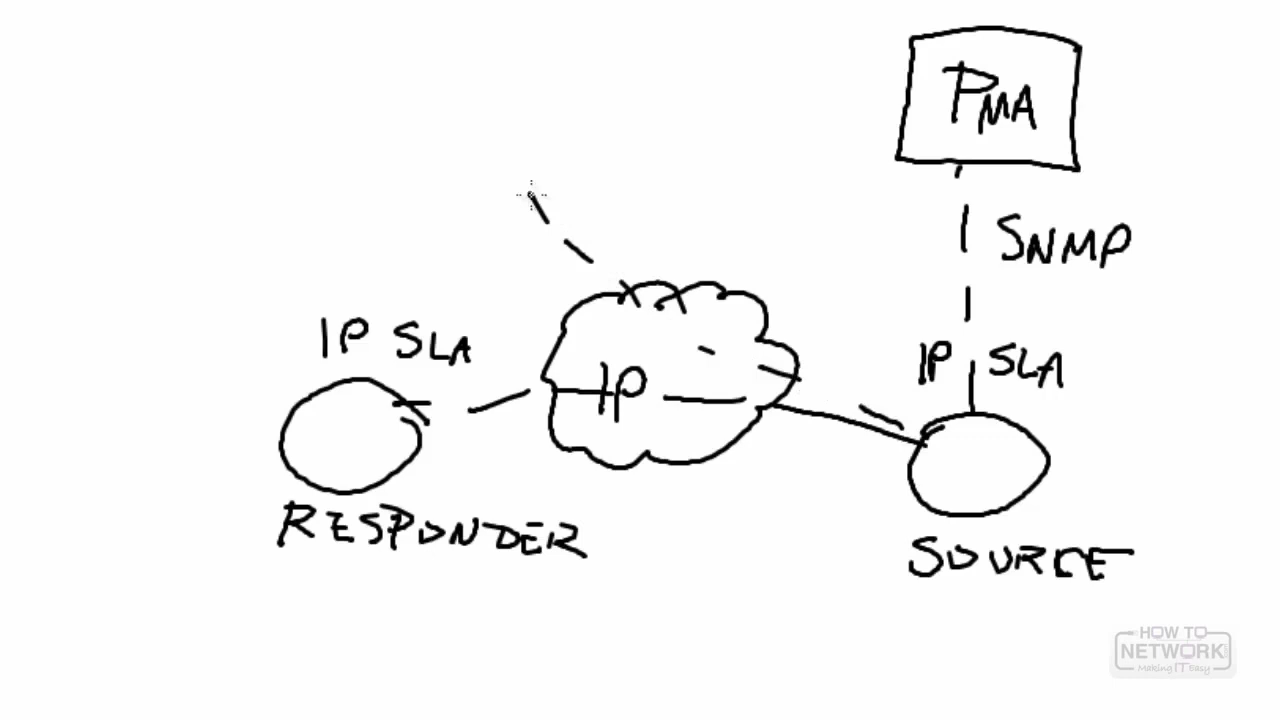 PMA
SNMP
IP SLA
IP SLA
IP
RESPONDER
SOURCE
HOW TO
NETWORK
Making IT Easy